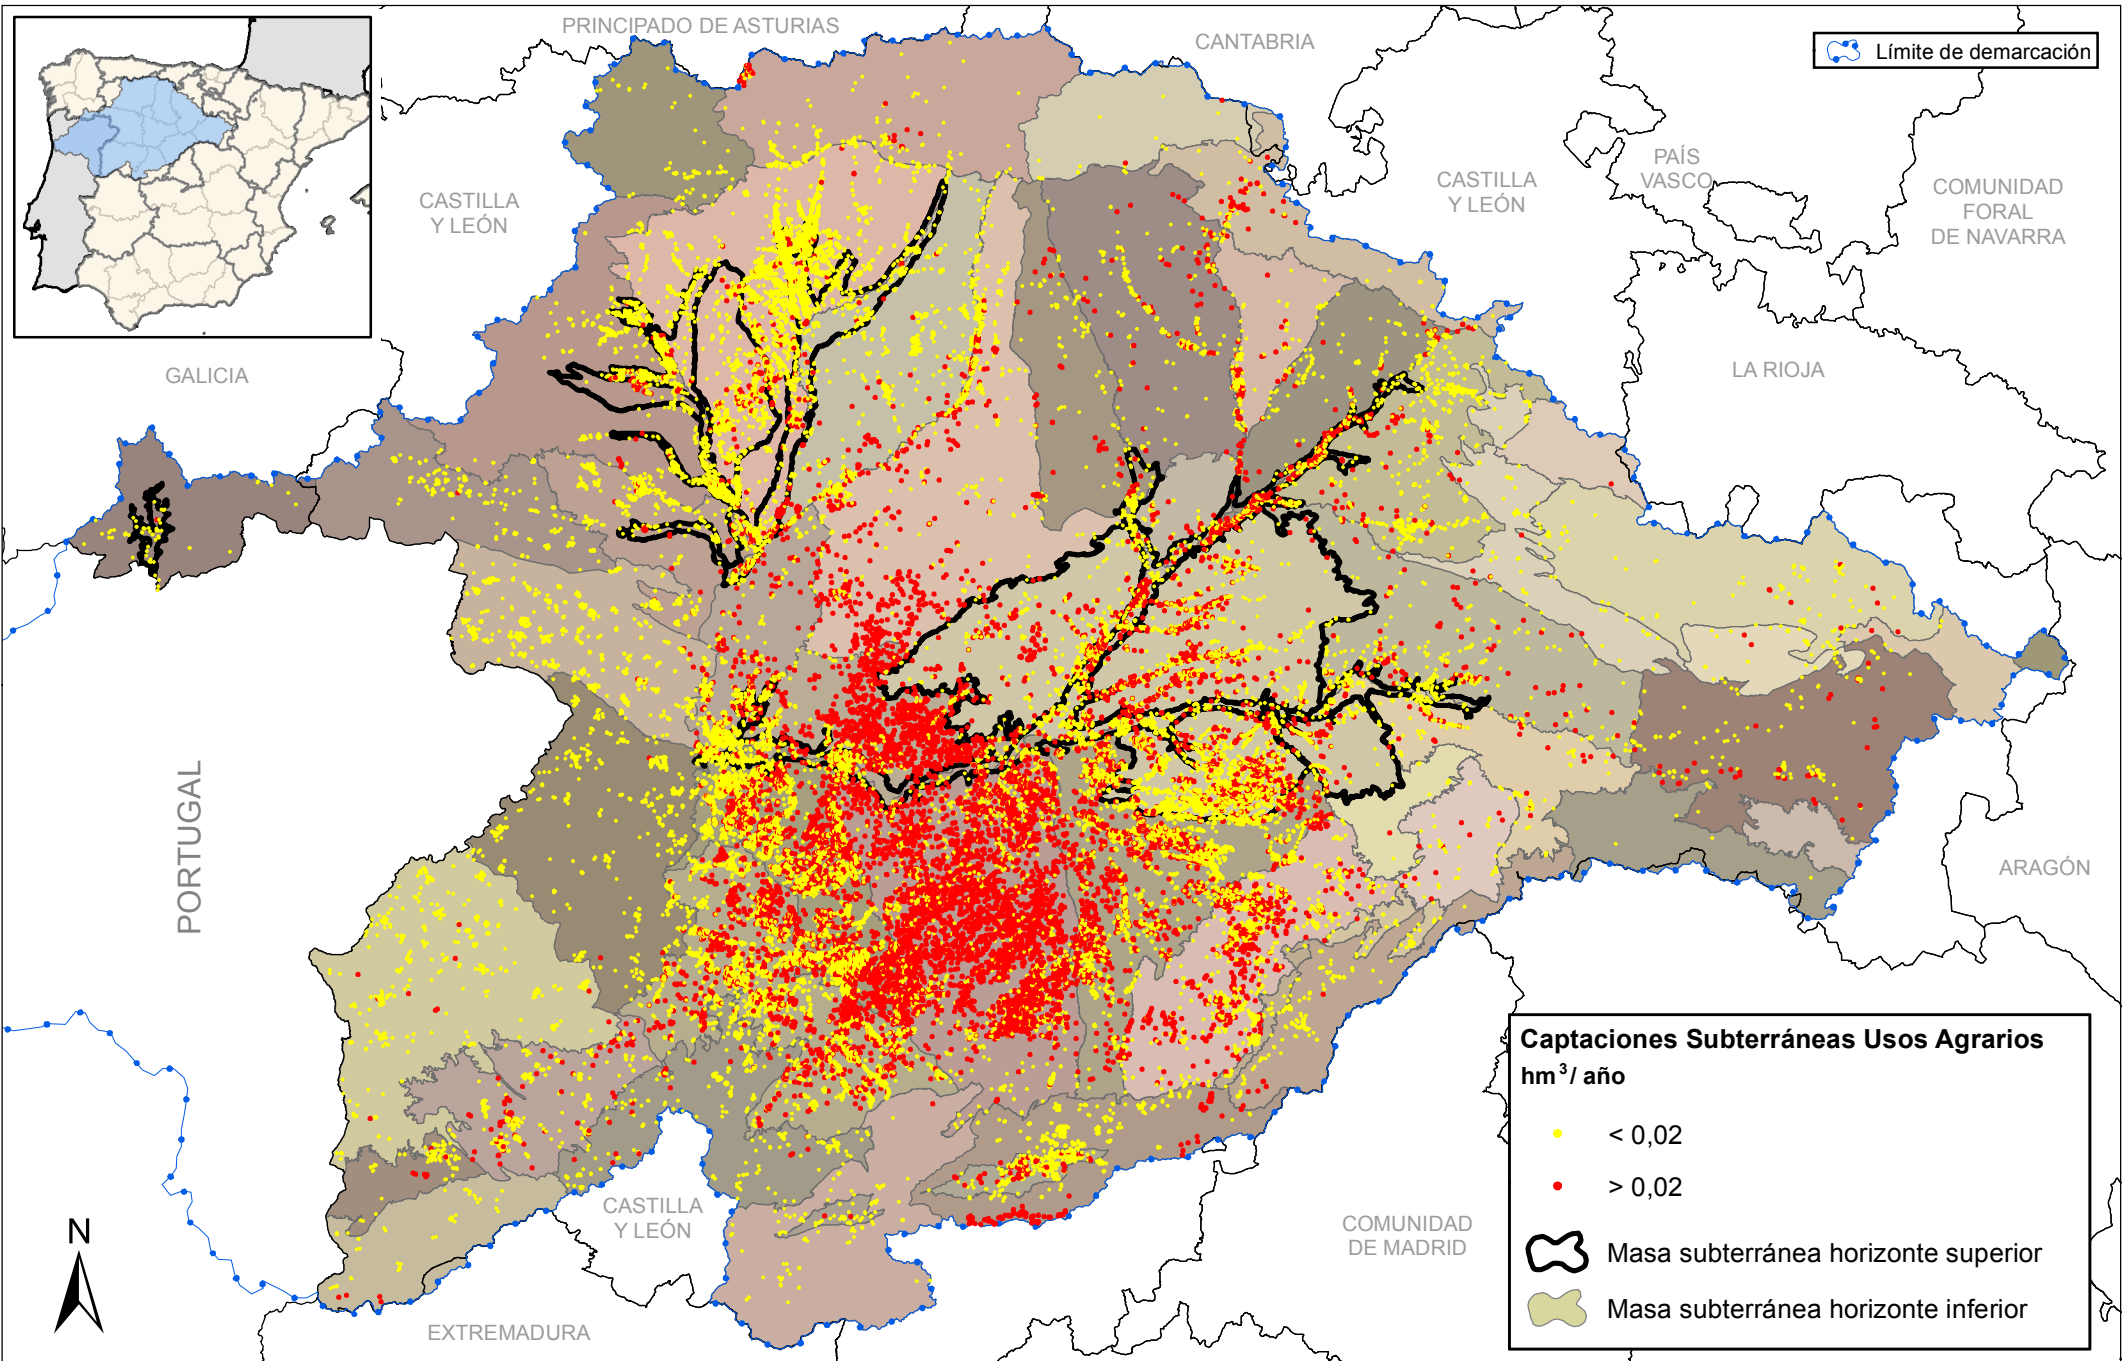 PRINCIPADO DE ASTURIAS
CANTABRIA
Límite de demarcación
PAÍS
VASCO
CASTILLA
Y LEÓN
CASTILLA
Y LEÓN
COMUNIDAD
FORAL
DE NAVARRA
GALICIA
LA RIOJA
PORTUGAL
ARAGÓN
CASTILLA
Y LEÓN
COMUNIDAD
DE MADRID
EXTREMADURA
N
Captaciones Subterráneas Usos Agrarios
hm³/ año
< 0,02
> 0,02
Masa subterránea horizonte superior
Masa subterránea horizonte inferior